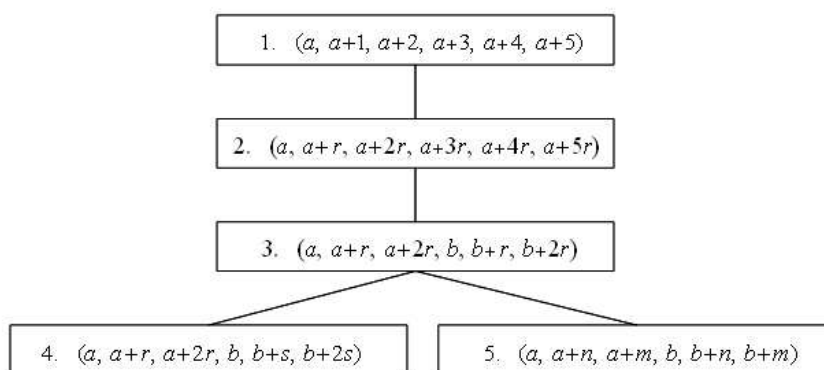 1. (a, a+1, a+2, a+3, a+4, a+5)
2. (a, a+r, a+2r, a+3r, a+4r, a+5r)
3. (a, a+r, a+2r, b, b+r, b+2r)
4. (a, a+r, a+2r, b, b+s, b+2s)
5. (a, a+n, a+m, b, b+n, b+m)